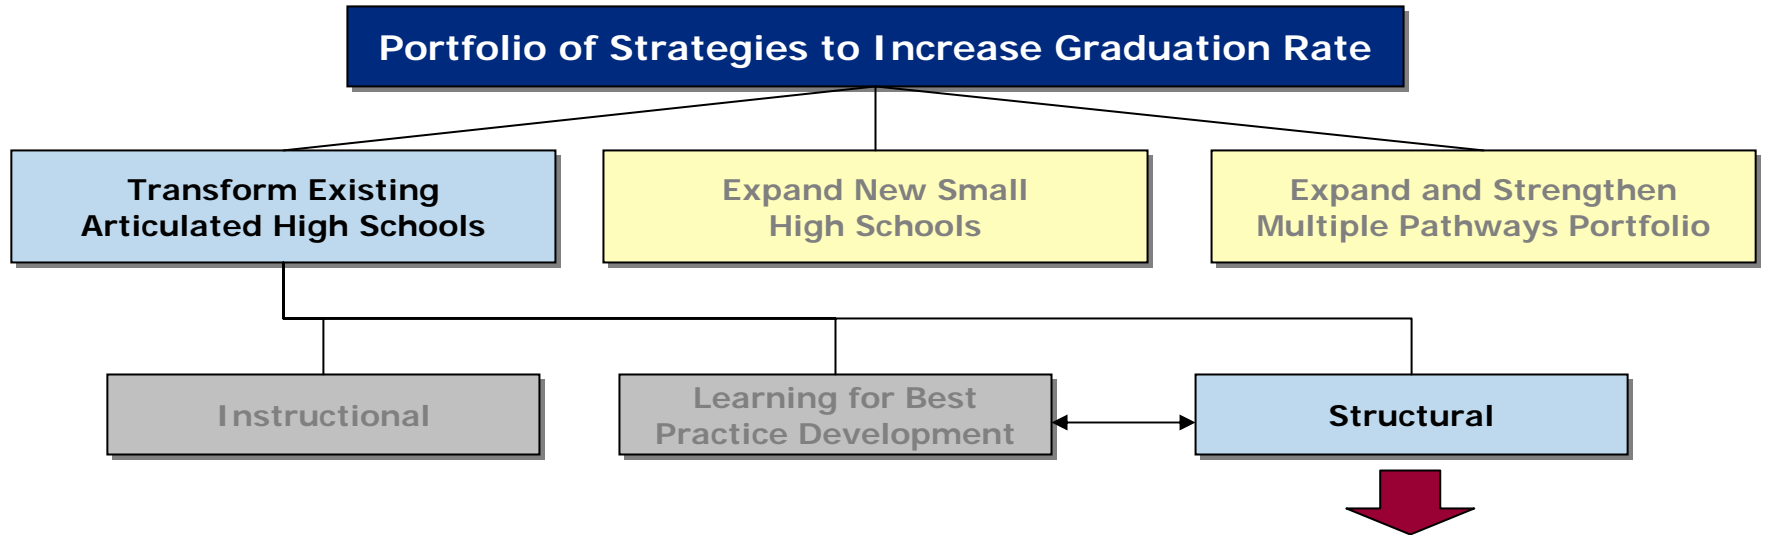 Portfolio of Strategies to Increase Graduation Rate
Transform Existing
Articulated High Schools
Expand New Small
High Schools
Expand and Strengthen
Multiple Pathways Portfolio
Instructional
Learning for Best
Practice Development
Structural